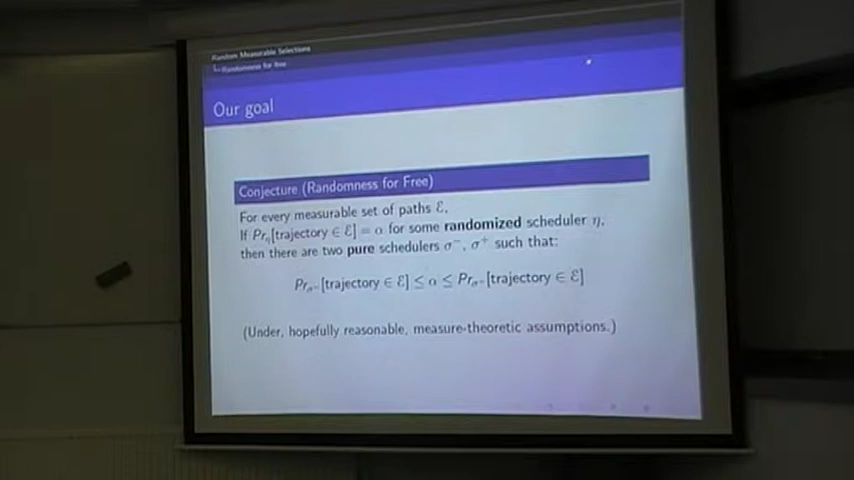 Random Measurable Selections
Randomness for free
Our goal
Conjecture (Randomness for Free)
For every measurable set of paths ℰ,
If Pr_η[trajectory ∈ ℰ] = α for some randomized scheduler η,
then there are two pure schedulers σ⁻, σ⁺ such that:
Pr_σ⁻[trajectory ∈ ℰ] ≤ α ≤ Pr_σ⁺[trajectory ∈ ℰ]
(Under, hopefully reasonable, measure-theoretic assumptions.)